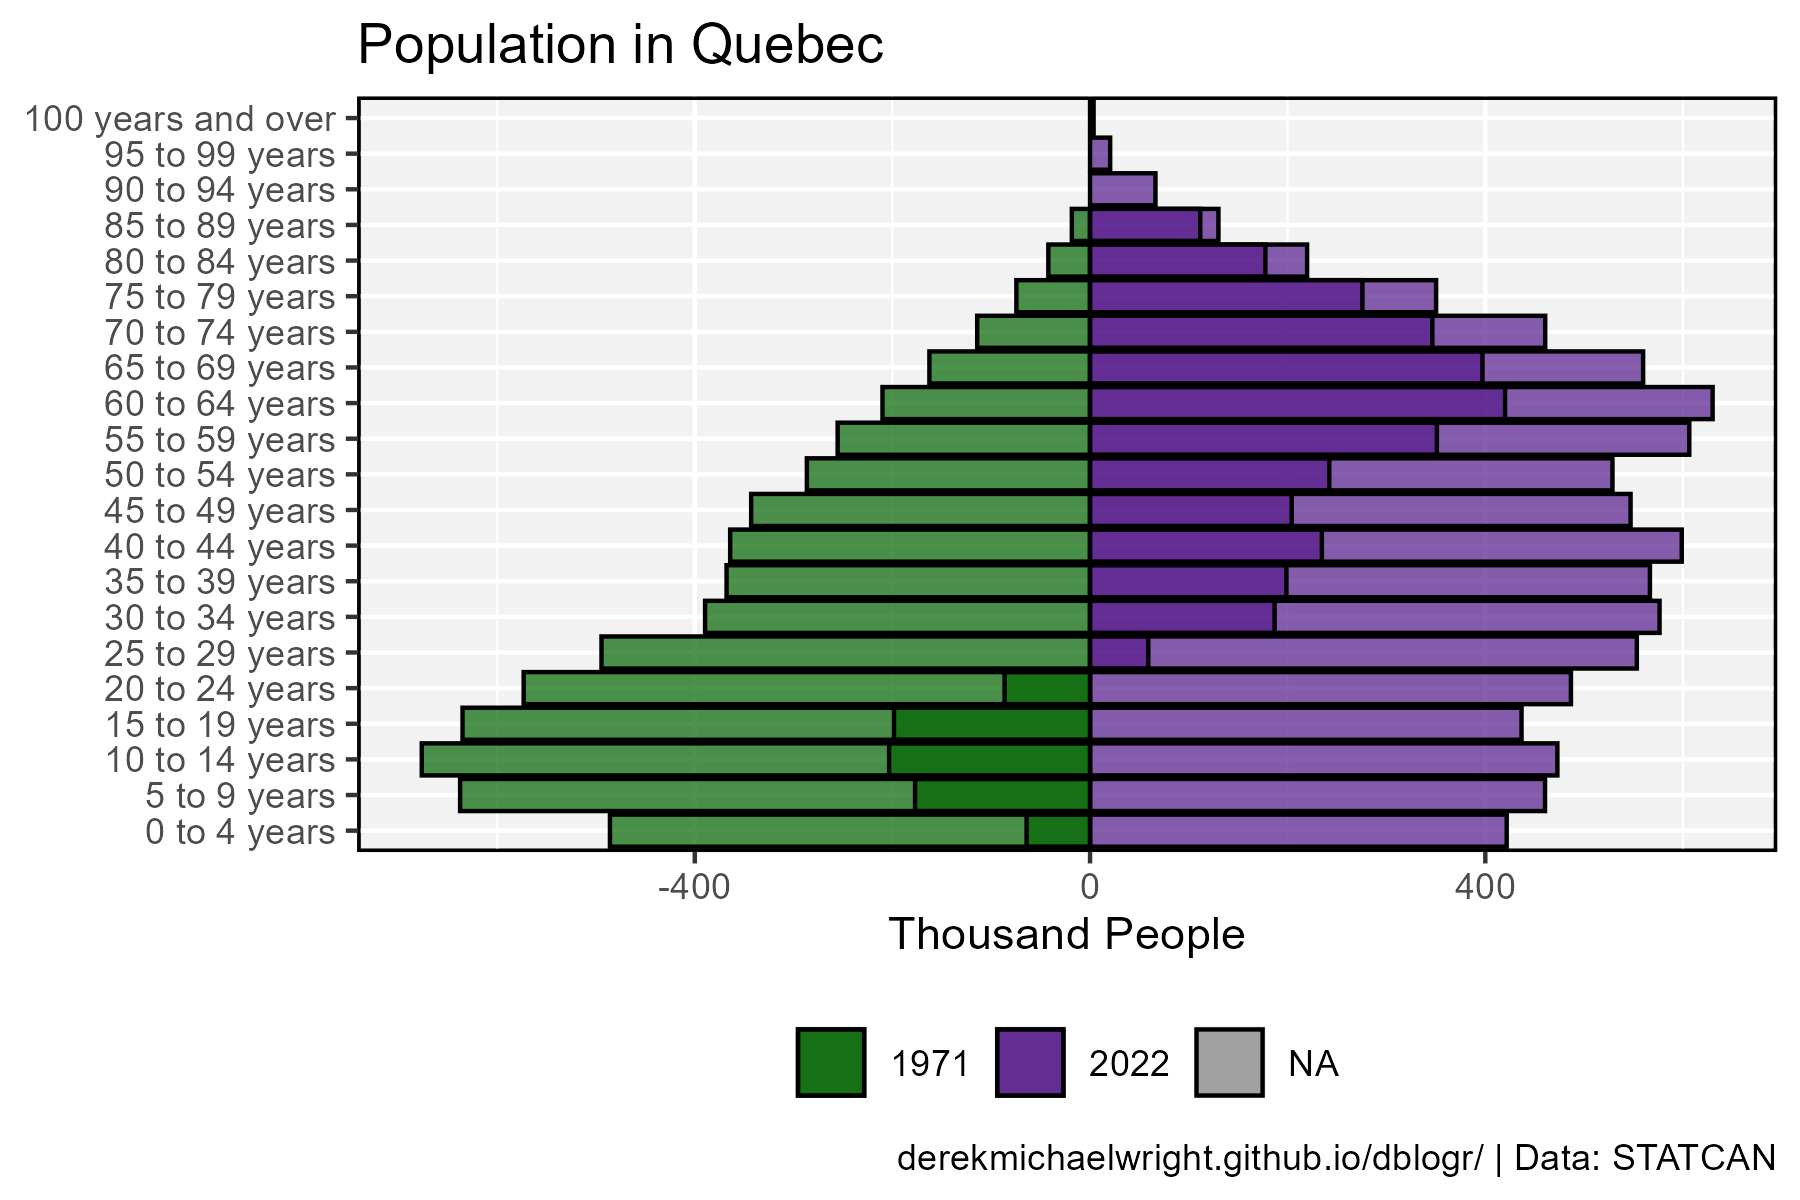 Population in Quebec
100 years and over
95 to 99 years
90 to 94 years
85 to 89 years
80 to 84 years
75 to 79 years
70 to 74 years
65 to 69 years
60 to 64 years
55 to 59 years
50 to 54 years
45 to 49 years
40 to 44 years
35 to 39 years
30 to 34 years
25 to 29 years
20 to 24 years
15 to 19 years
10 to 14 years
5 to 9 years
0 to 4 years
-400 0 400
Thousand People
1971 2022 NA
derekmichaelwright.github.io/dblogr/ | Data: STATCAN